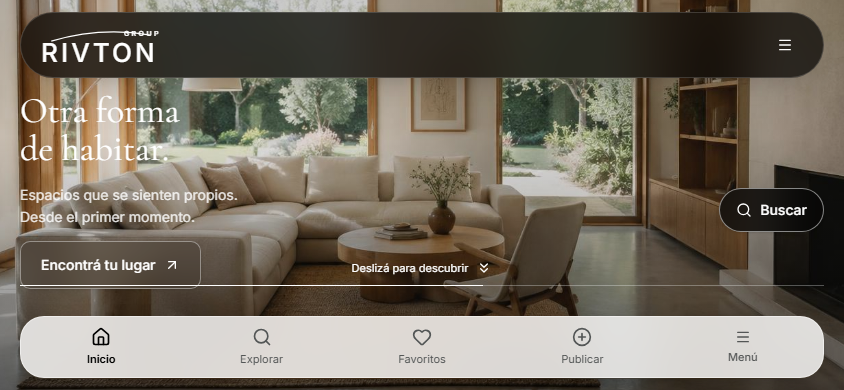 GROUP
RIVTON
Otra forma
de habitar.
Espacios que se sienten propios.
Desde el primer momento.
Buscar
Encontrá tu lugar
Deslizá para descubrir
Inicio
Explorar
Favoritos
Publicar
Menú